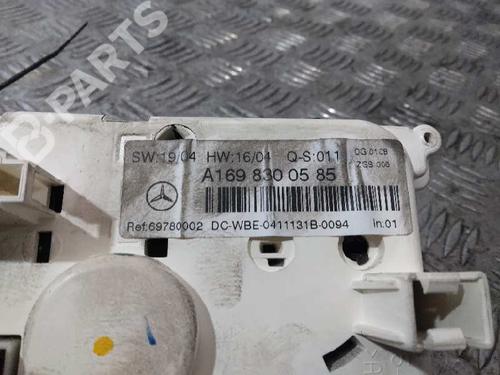 SW:19/04 HW:16/04 Q-S:011
A169 830 05 85
Ref:69780002 DC-WBE-0411131B-0094 in.01
B-PARTS